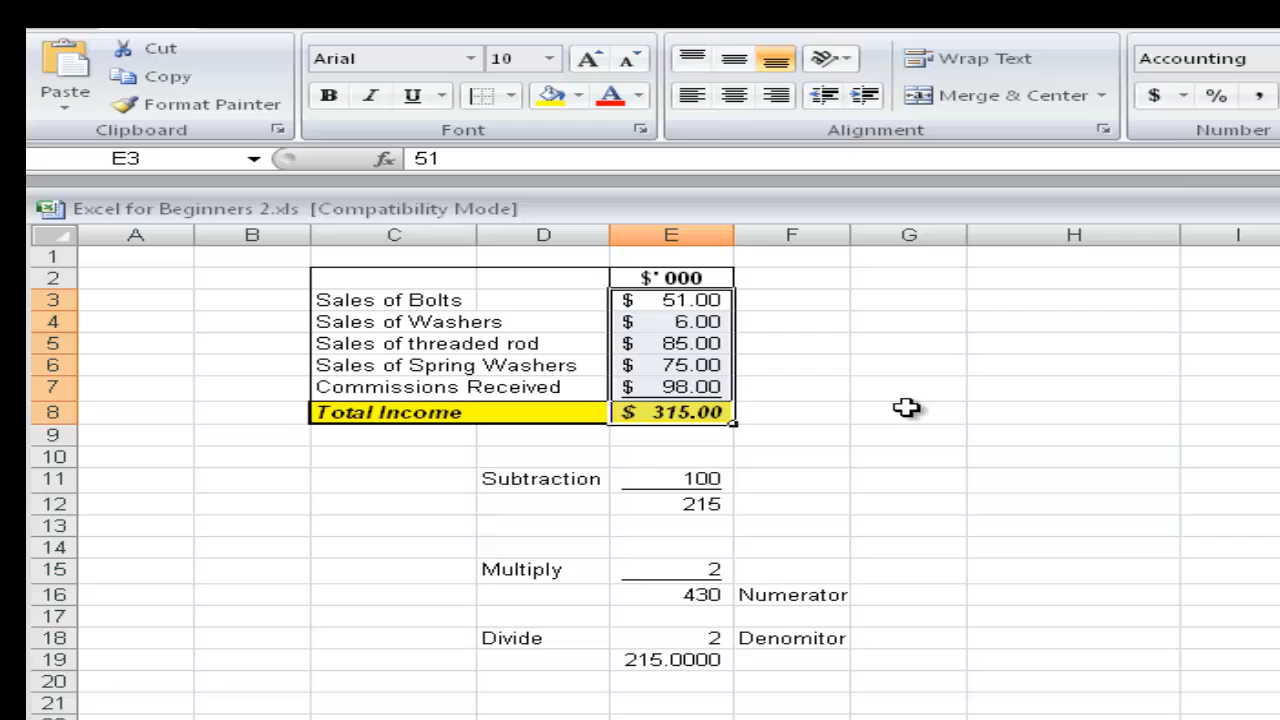 Cut
Copy
Paste
Format Painter
Clipboard
Arial 10 A A
B I U A
Font
Wrap Text
Merge & Center
Alignment
Accounting
$ % ,
Number
E3 fx 51
Excel for Beginners 2.xls [Compatibility Mode]
A B C D E F G H I
1
2 $' 000
3 Sales of Bolts $ 51.00
4 Sales of Washers $ 6.00
5 Sales of threaded rod $ 85.00
6 Sales of Spring Washers $ 75.00
7 Commissions Received $ 98.00
8 Total Income $ 315.00
9
10
11 Subtraction 100
12 215
13
14
15 Multiply 2
16 430 Numerator
17
18 Divide 2 Denomitor
19 215.0000
20
21